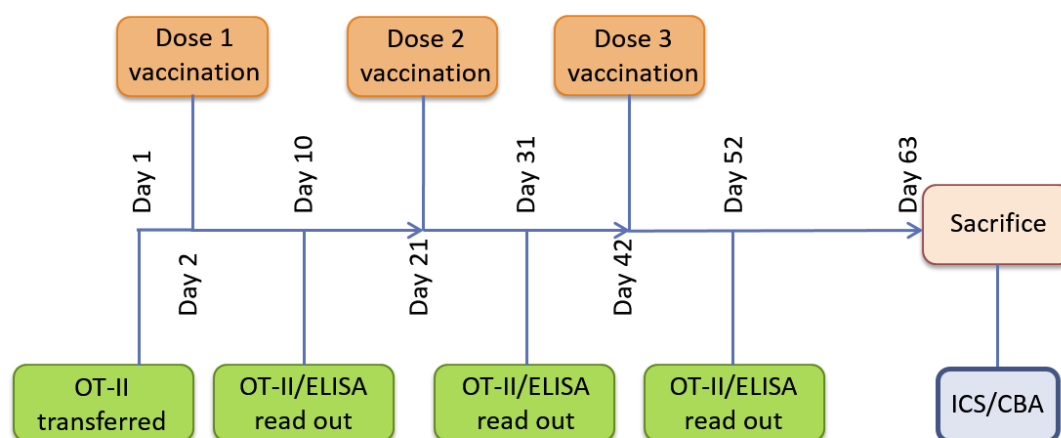 Dose 1
vaccination
Dose 2
vaccination
Dose 3
vaccination
Day 1
Day 10
Day 31
Day 52
Day 63
Day 2
Day 21
Day 42
Sacrifice
OT-II
transferred
OT-II/ELISA
read out
OT-II/ELISA
read out
OT-II/ELISA
read out
ICS/CBA